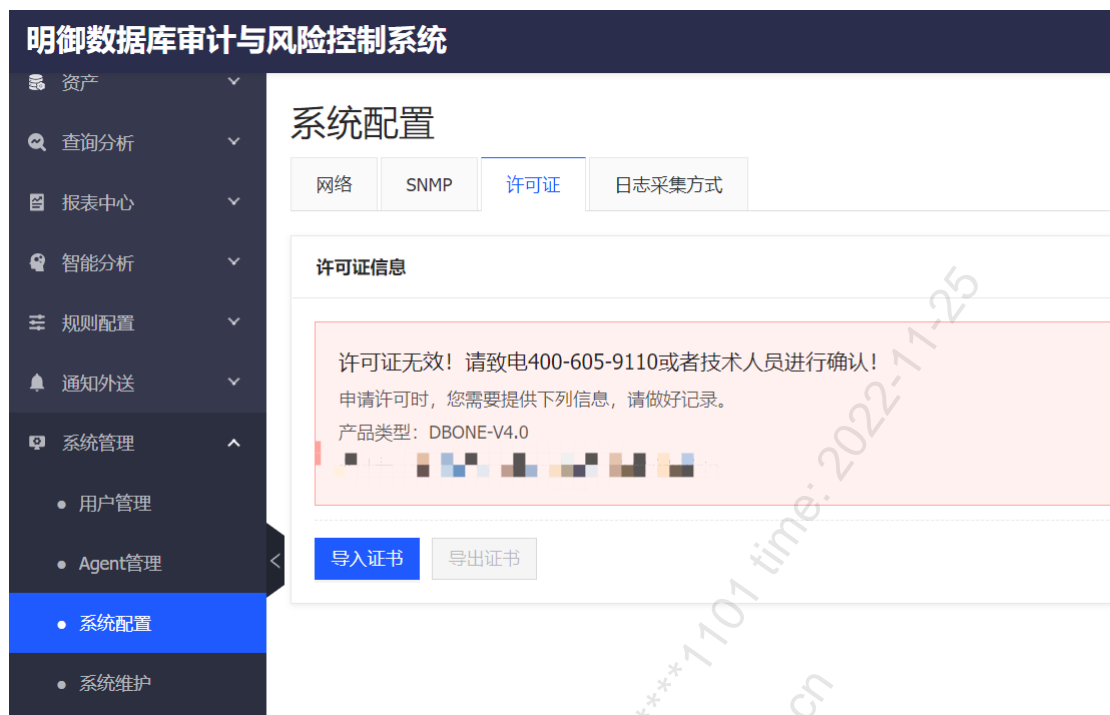 明御数据库审计与风险控制系统
资产
查询分析
报表中心
智能分析
规则配置
通知外送
系统管理
用户管理
Agent管理
系统配置
系统维护
系统配置
网络 SNMP 许可证 日志采集方式
许可证信息
许可证无效！请致电400-605-9110或者技术人员进行确认！
申请许可时，您需要提供下列信息，请做好记录。
产品类型：DBONE-V4.0
导入证书 导出证书
****1101 time: 2022-11-25
cn